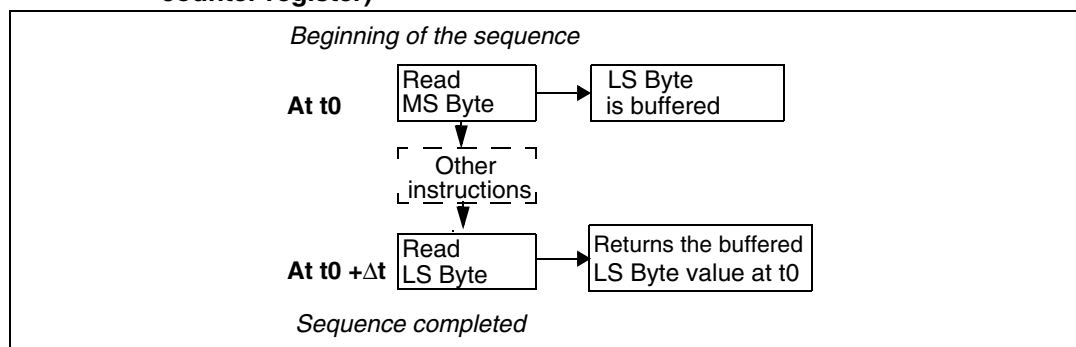 counter register)
Beginning of the sequence
At t0
Read
MS Byte
LS Byte
is buffered
Other
instructions
At t0 +Δt
Read
LS Byte
Returns the buffered
LS Byte value at t0
Sequence completed